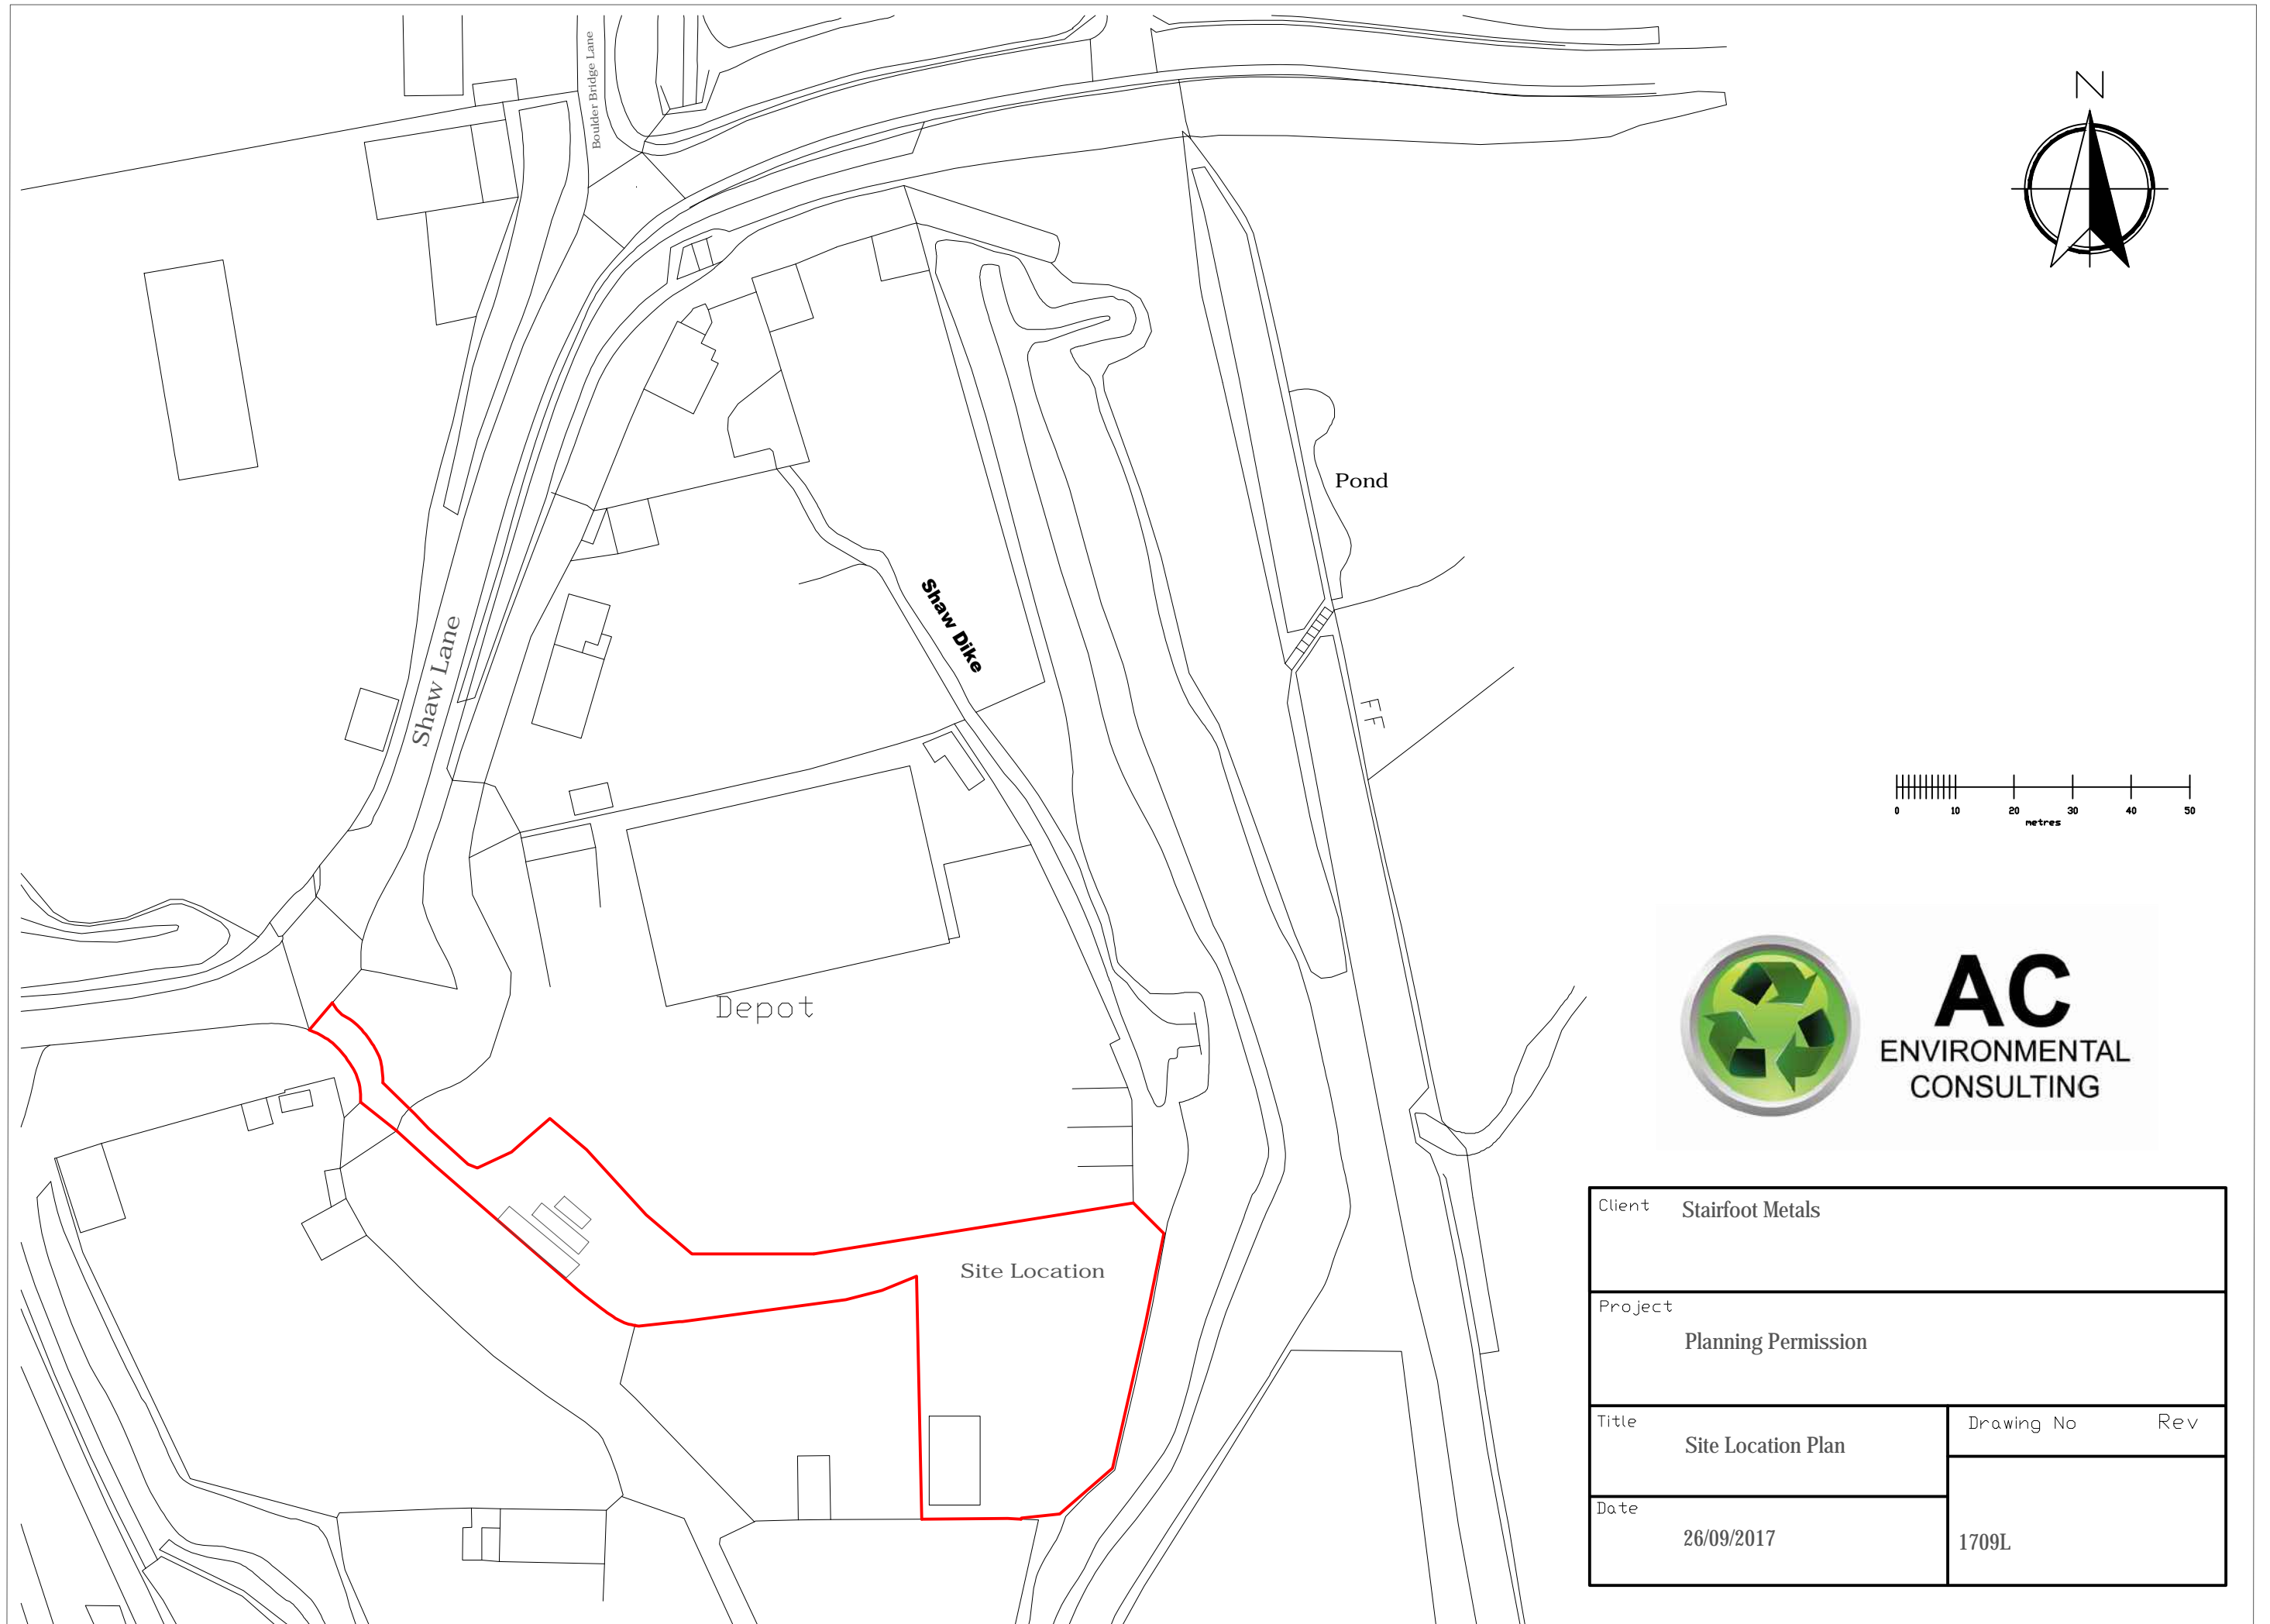 Boulder Bridge Lane
N
Pond
Shaw Dike
Shaw Lane
FF
0 10 20 30 40 50
metres
Depot
AC
ENVIRONMENTAL
CONSULTING
Site Location
Client Stairfoot Metals
Project
Planning Permission
Title
Site Location Plan
Drawing No Rev
Date
26/09/2017
1709L